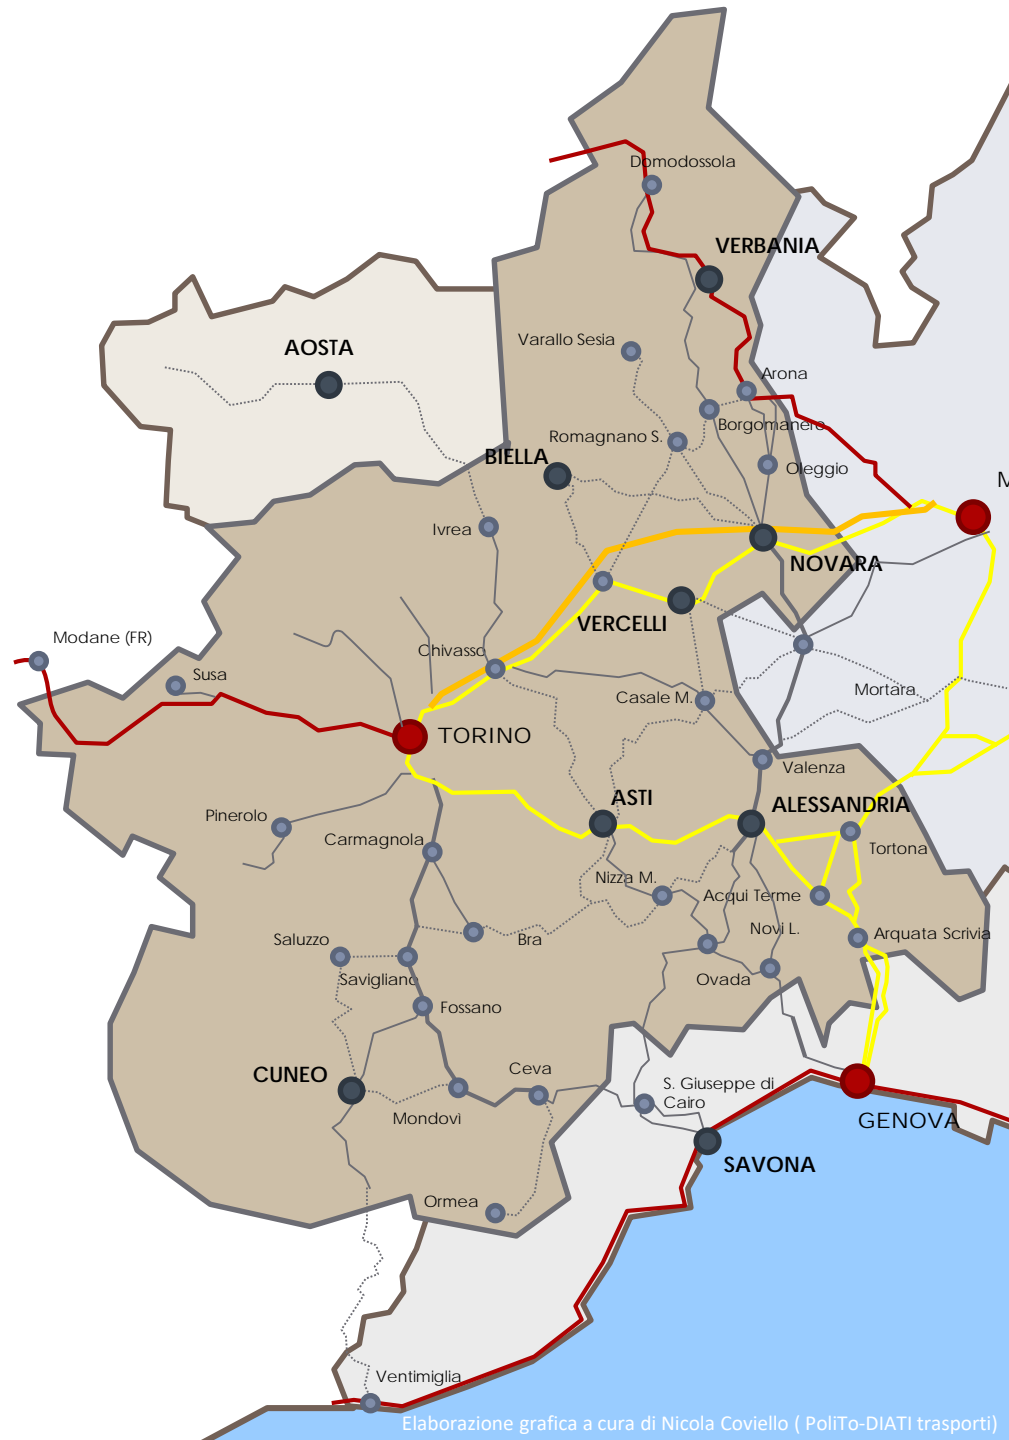 Domodossola
VERBANIA
Varallo Sesia
AOSTA
Arona
Borgomanero
Romagnano S.
BIELLA
Oleggio
M
Ivrea
NOVARA
VERCELLI
Modane (FR)
Chivasso
Susa
Casale M.
Mortara
TORINO
Valenza
ASTI
ALESSANDRIA
Pinerolo
Carmagnola
Tortona
Nizza M.
Acqui Terme
Novi L.
Saluzzo
Bra
Arquata Scrivia
Savigliano
Ovada
Fossano
CUNEO
Ceva
S. Giuseppe di
Cairo
Mondovì
GENOVA
SAVONA
Ormea
Ventimiglia
Elaborazione grafica a cura di Nicola Coviello ( PoliTo-DIATI trasporti)